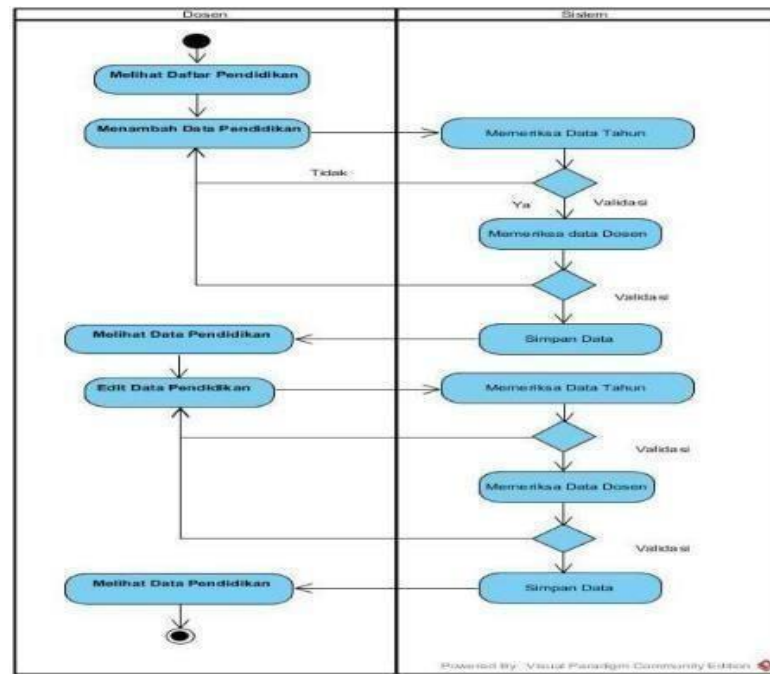 Dosen
Sistem
Melihat Daftar Pendidikan
Menambah Data Pendidikan
Memeriksa Data Tahun
Tidak
Ya
Validasi
Memeriksa data Dosen
Validasi
Melihat Data Pendidikan
Simpan Data
Edit Data Pendidikan
Memeriksa Data Tahun
Validasi
Memeriksa Data Dosen
Validasi
Melihat Data Pendidikan
Simpan Data
Powered By Visual Paradigm Community Edition